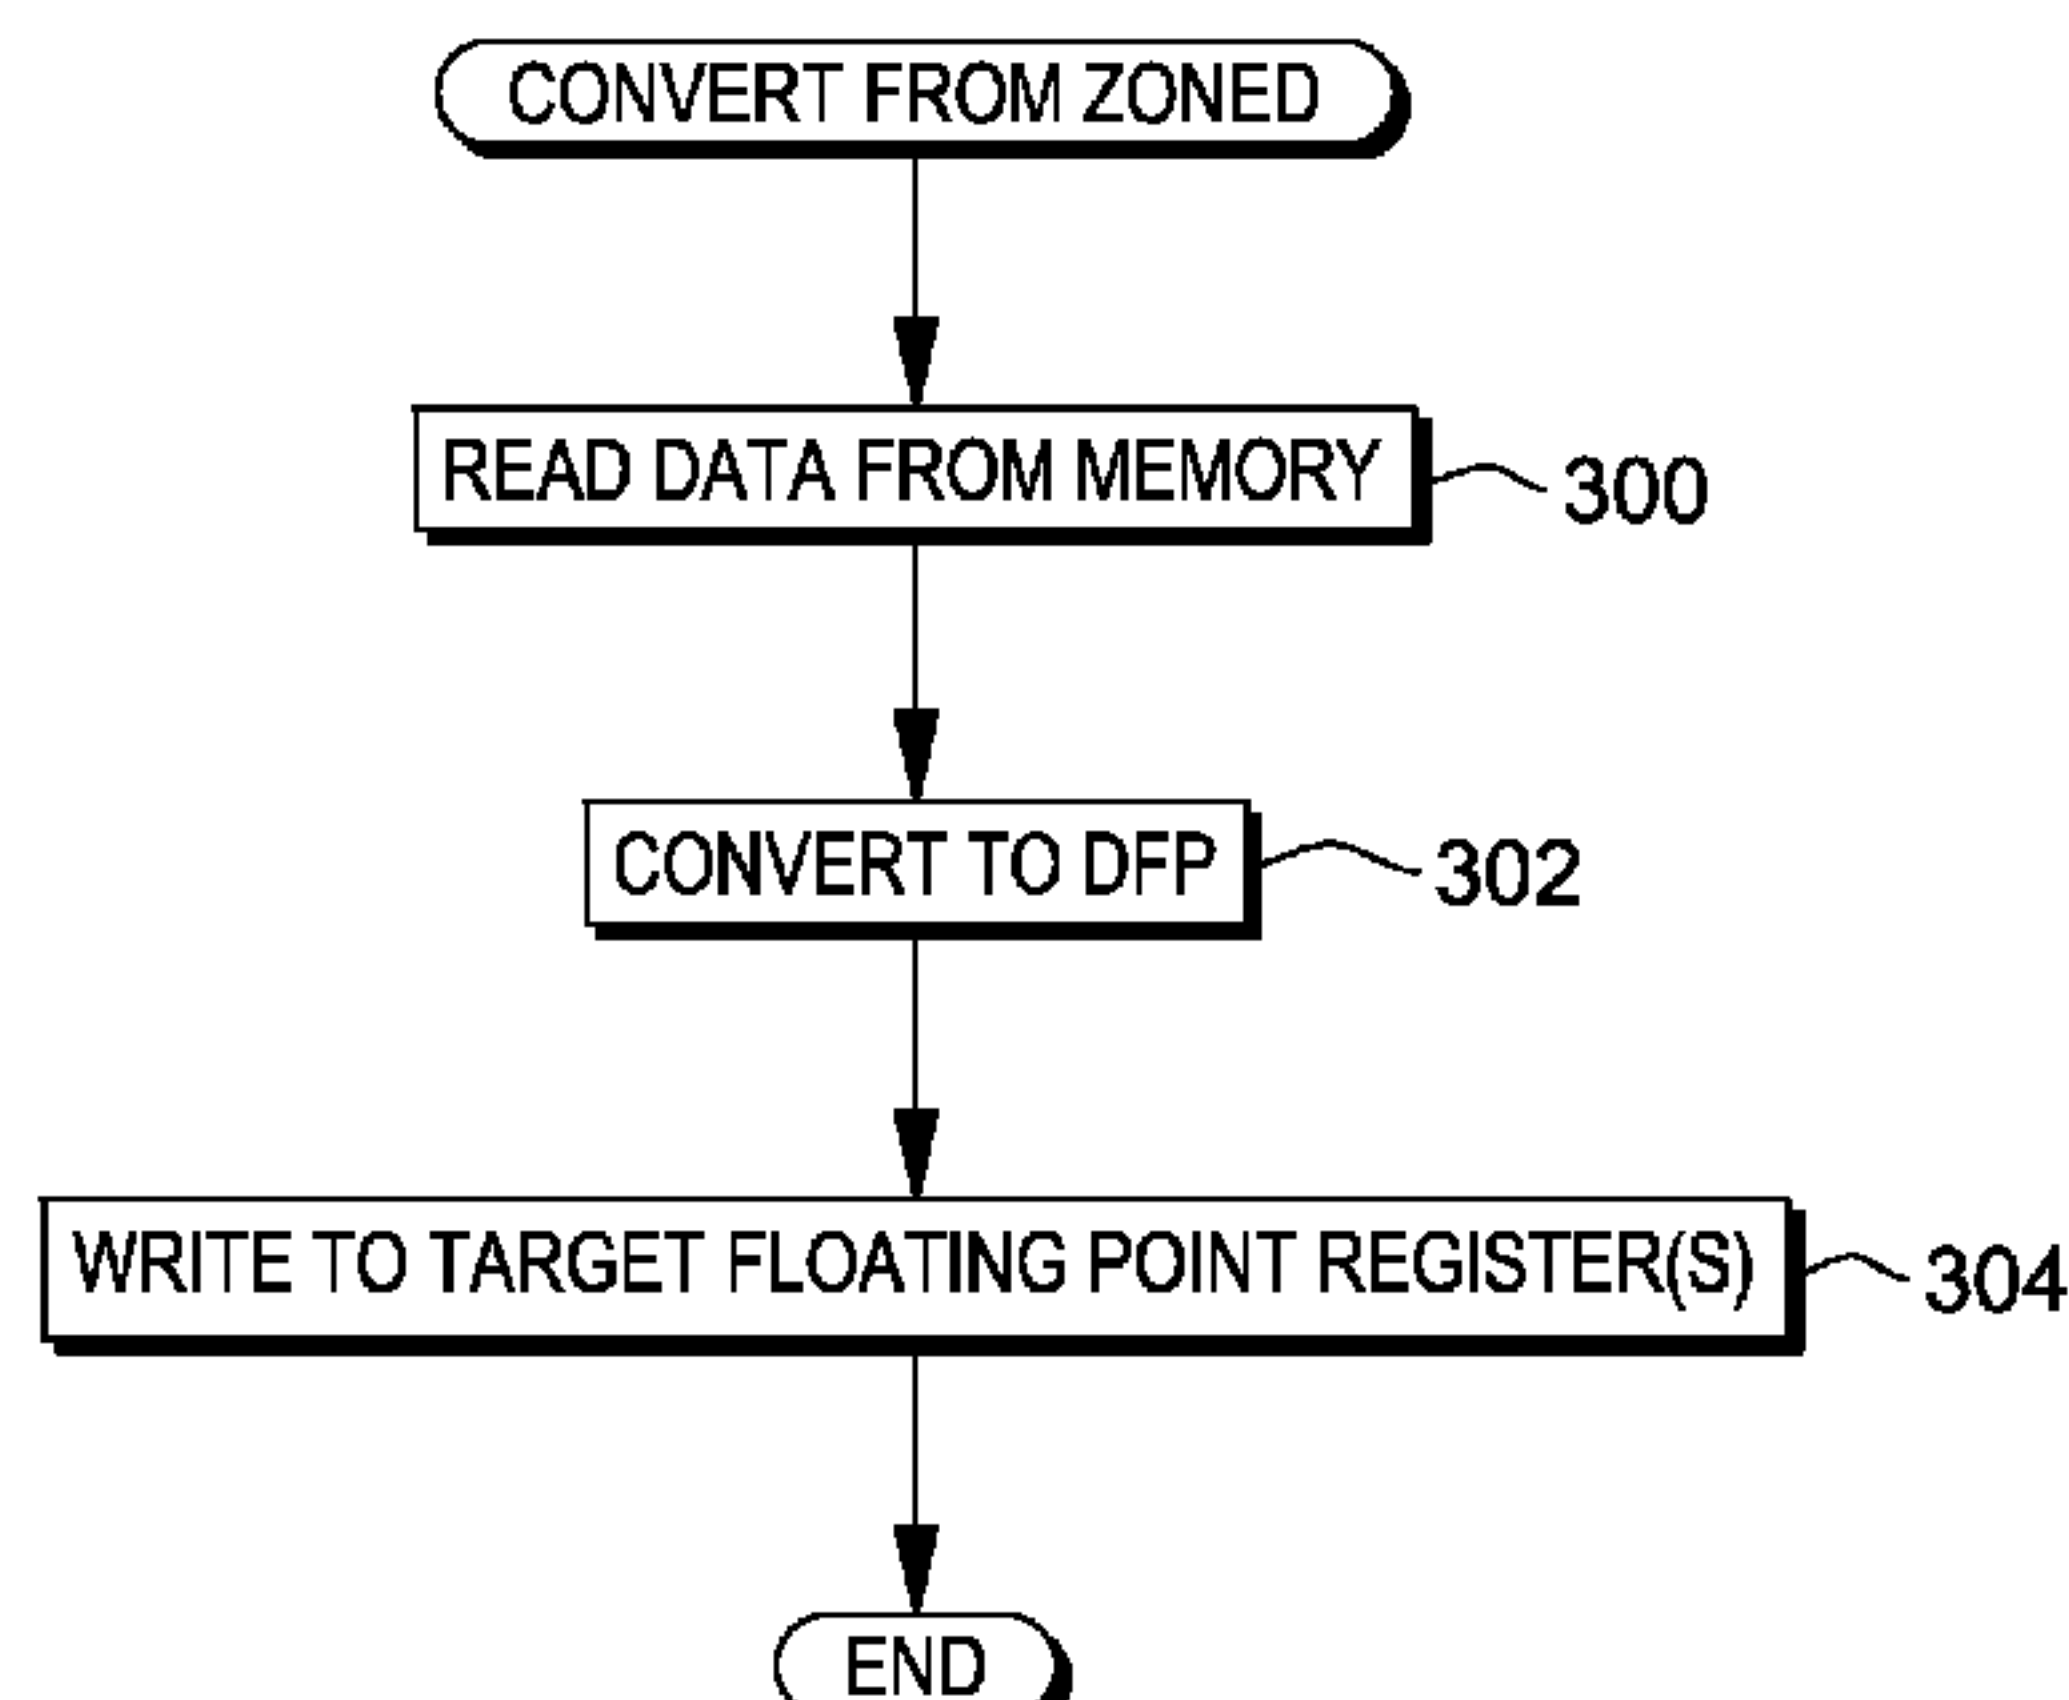 CONVERT FROM ZONED
READ DATA FROM MEMORY
300
CONVERT TO DFP
302
WRITE TO TARGET FLOATING POINT REGISTER(S)
304
END